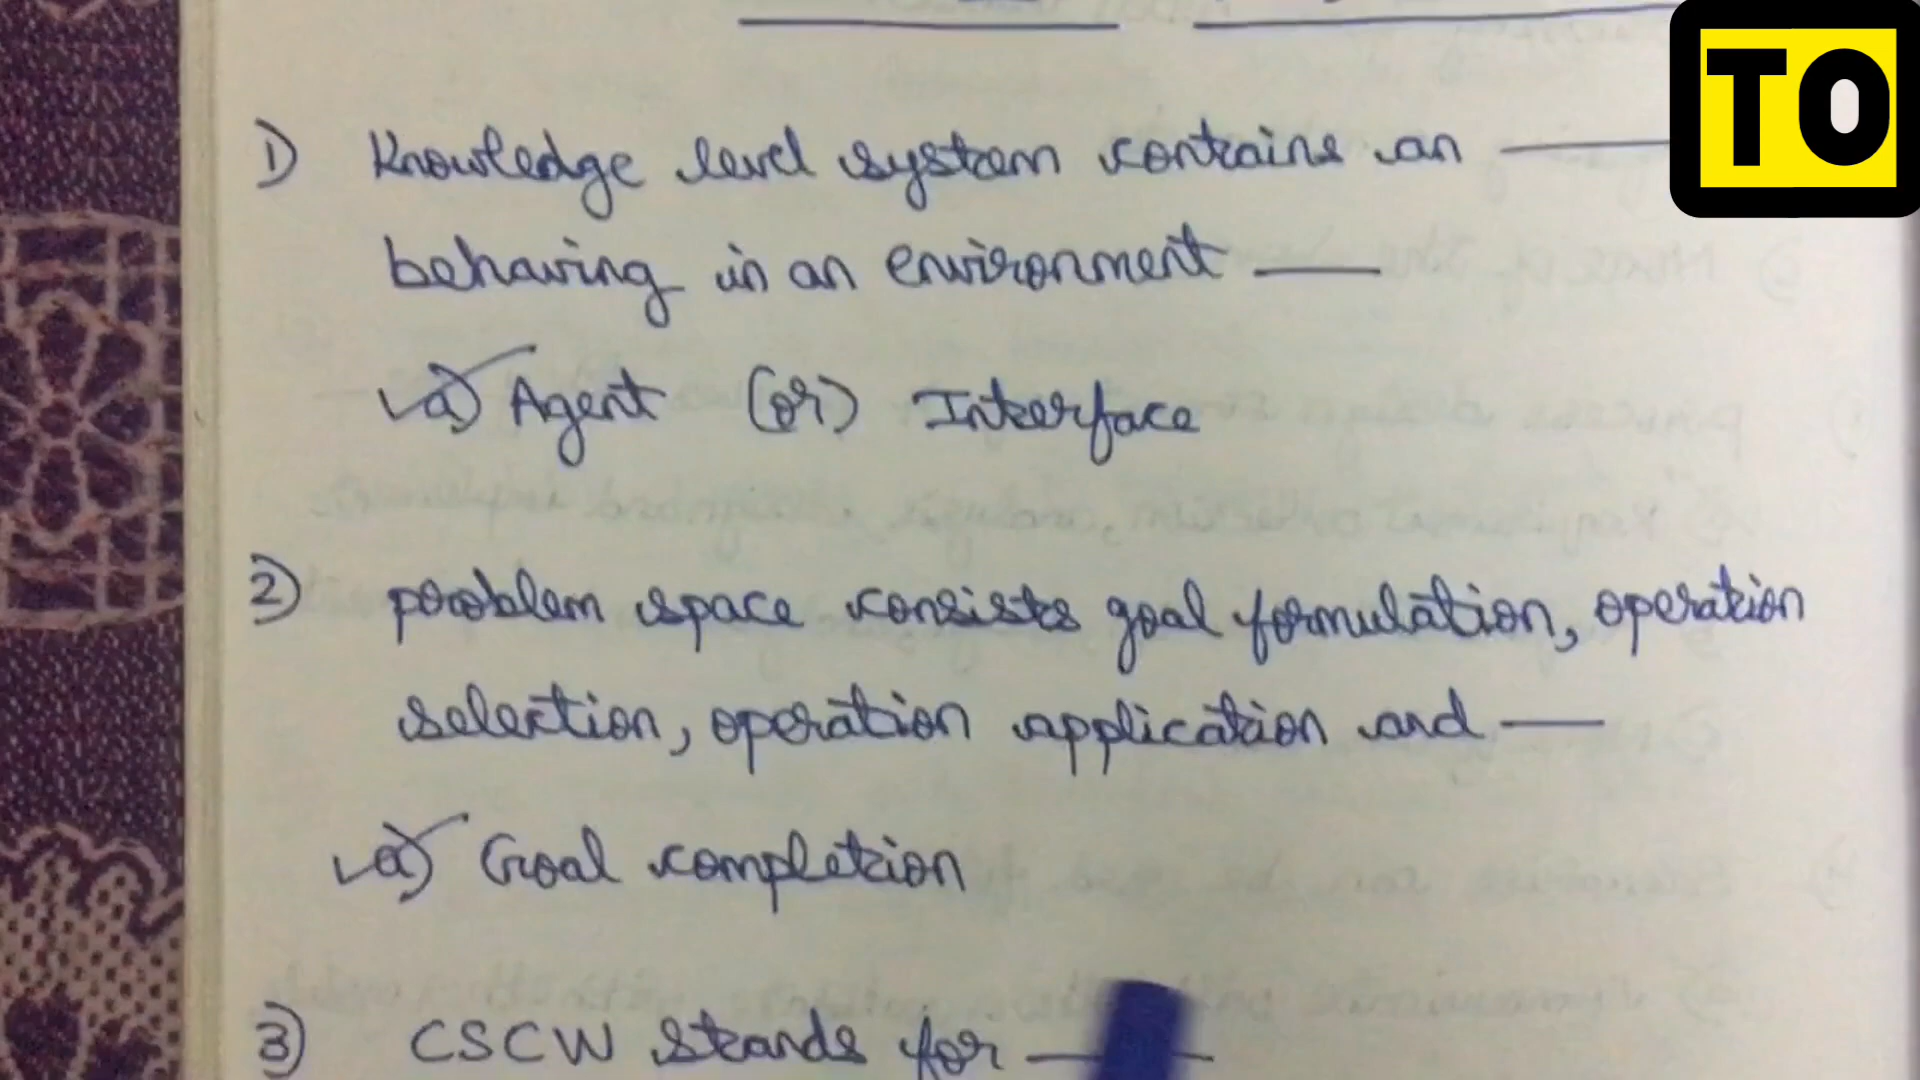 TO
1) Knowledge level system contains an ——
behaving in an environment ——
a) Agent (or) Interface
2) problem space consists goal formulation, operation
selection, operation application and ——
a) Goal completion
3) CSCW stands for ——